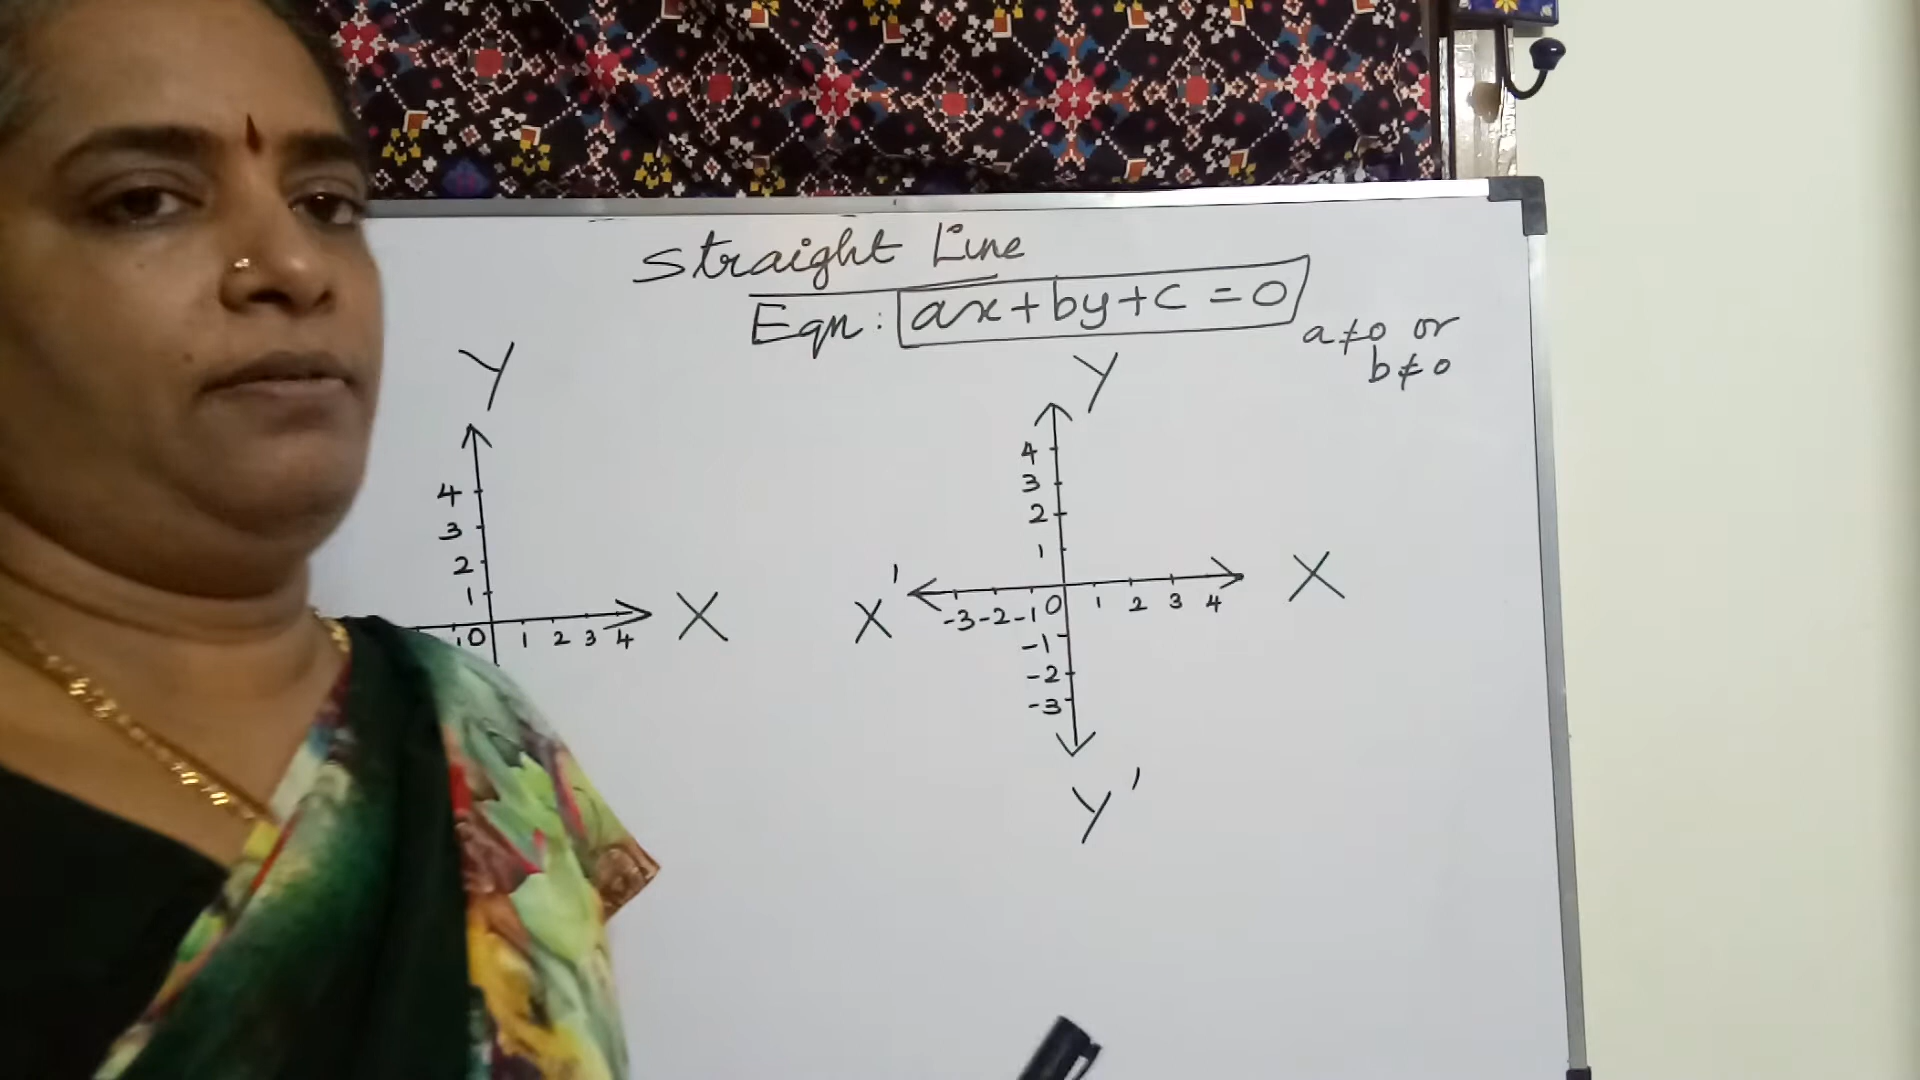 Straight Line
Eqn: ax+by+c=0
a≠0 or
b≠0
Y
4
3
2
1
0 1 2 3 4
X
Y
4
3
2
1
X'
-3 -2 -1 0 1 2 3 4
X
-1
-2
-3
Y'